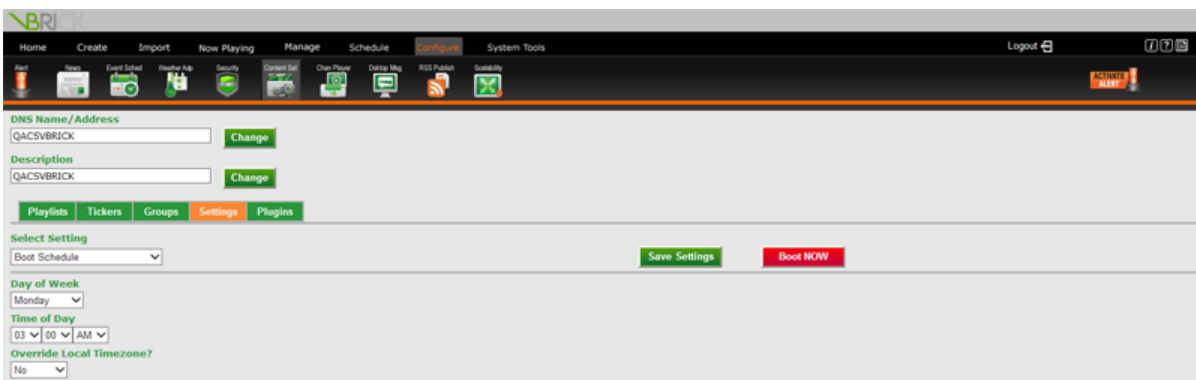 VBRICK
Home Create Import Now Playing Manage Schedule Configure System Tools Logout
Alert News Event Sched Weather Adp Security Content Sel Chan Player Dsktop Msg RSS Publish Scalability ACTIVATE ALERT
DNS Name/Address
QACSVBRICK Change
Description
QACSVBRICK Change
Playlists Tickers Groups Settings Plugins
Select Setting
Boot Schedule Save Settings Boot NOW
Day of Week
Monday
Time of Day
03 00 AM
Override Local Timezone?
No